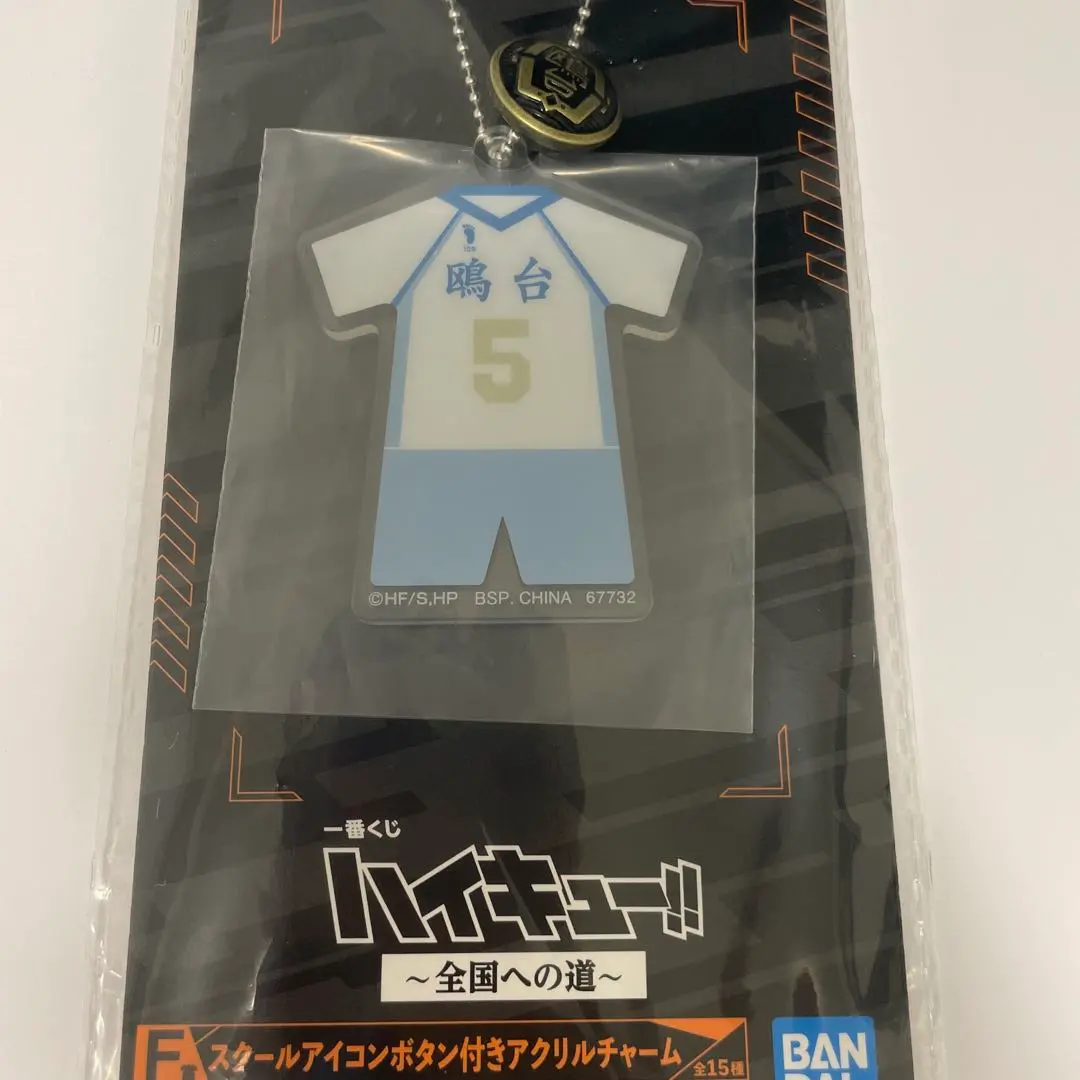 鴎台
鴎台
5
©HF/S,HP BSP. CHINA 67732
一番くじ
ハイキュー!!
~全国への道~
F
スクールアイコンボタン付きアクリルチャーム
全15種
BAN